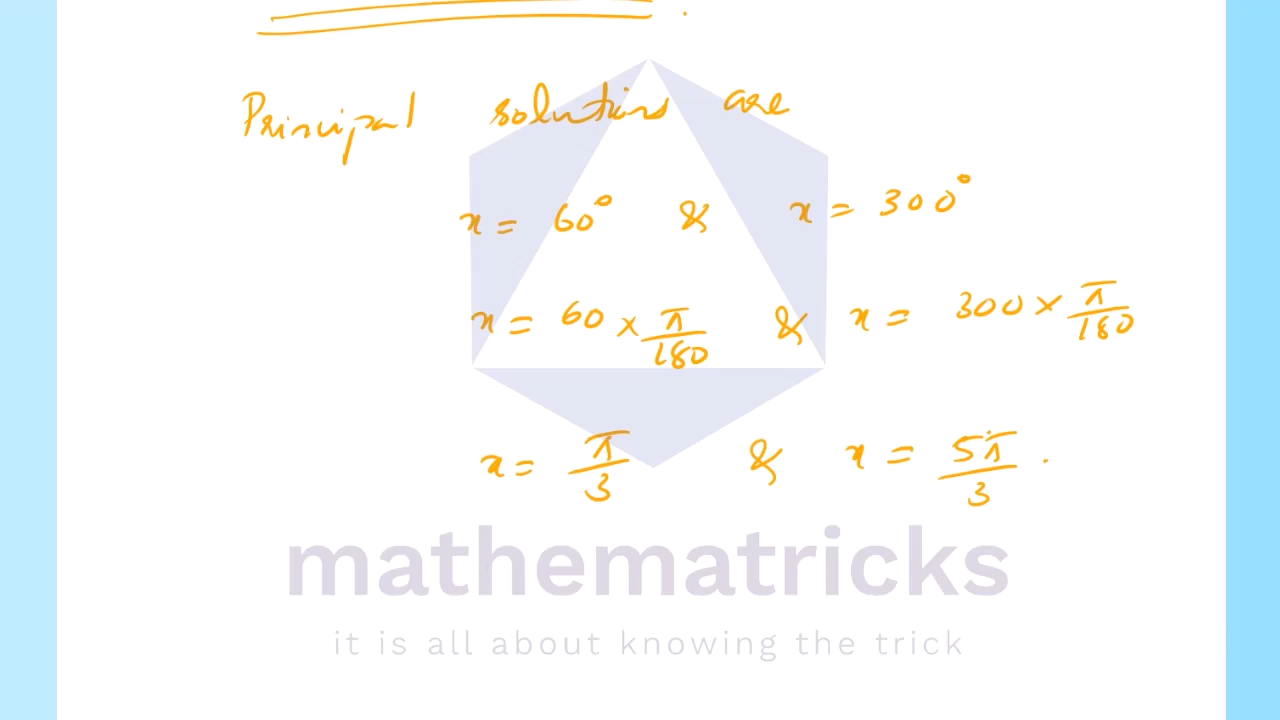 Principal solutions are
x = 60° & x = 300°
x = 60 × π/180 & x = 300 × π/180
x = π/3 & x = 5π/3 .
mathematricks
it is all about knowing the trick